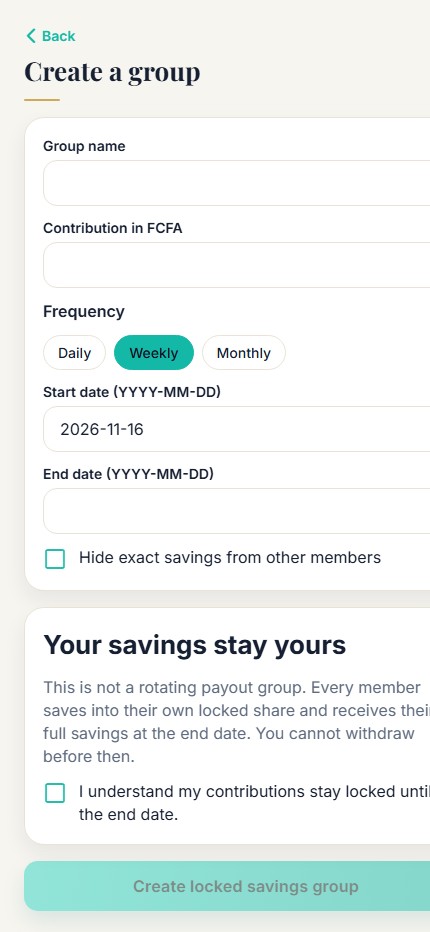 Back
Create a group
Group name
Contribution in FCFA
Frequency
Daily Weekly Monthly
Start date (YYYY-MM-DD)
2026-11-16
End date (YYYY-MM-DD)
Hide exact savings from other members
Your savings stay yours
This is not a rotating payout group. Every member
saves into their own locked share and receives their
full savings at the end date. You cannot withdraw
before then.
I understand my contributions stay locked until
the end date.
Create locked savings group